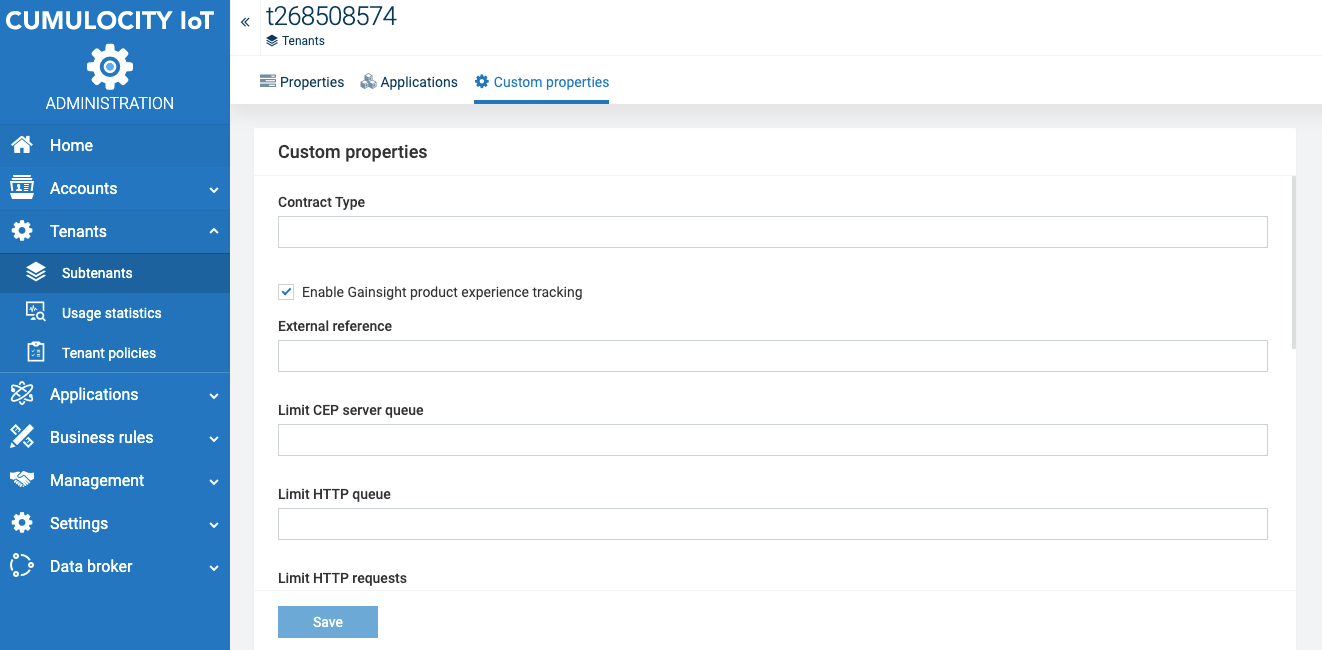 CUMULOCITY IoT
ADMINISTRATION
Home
Accounts
Tenants
Subtenants
Usage statistics
Tenant policies
Applications
Business rules
Management
Settings
Data broker
«
t268508574
Tenants
Properties Applications Custom properties
Custom properties
Contract Type
Enable Gainsight product experience tracking
External reference
Limit CEP server queue
Limit HTTP queue
Limit HTTP requests
Save